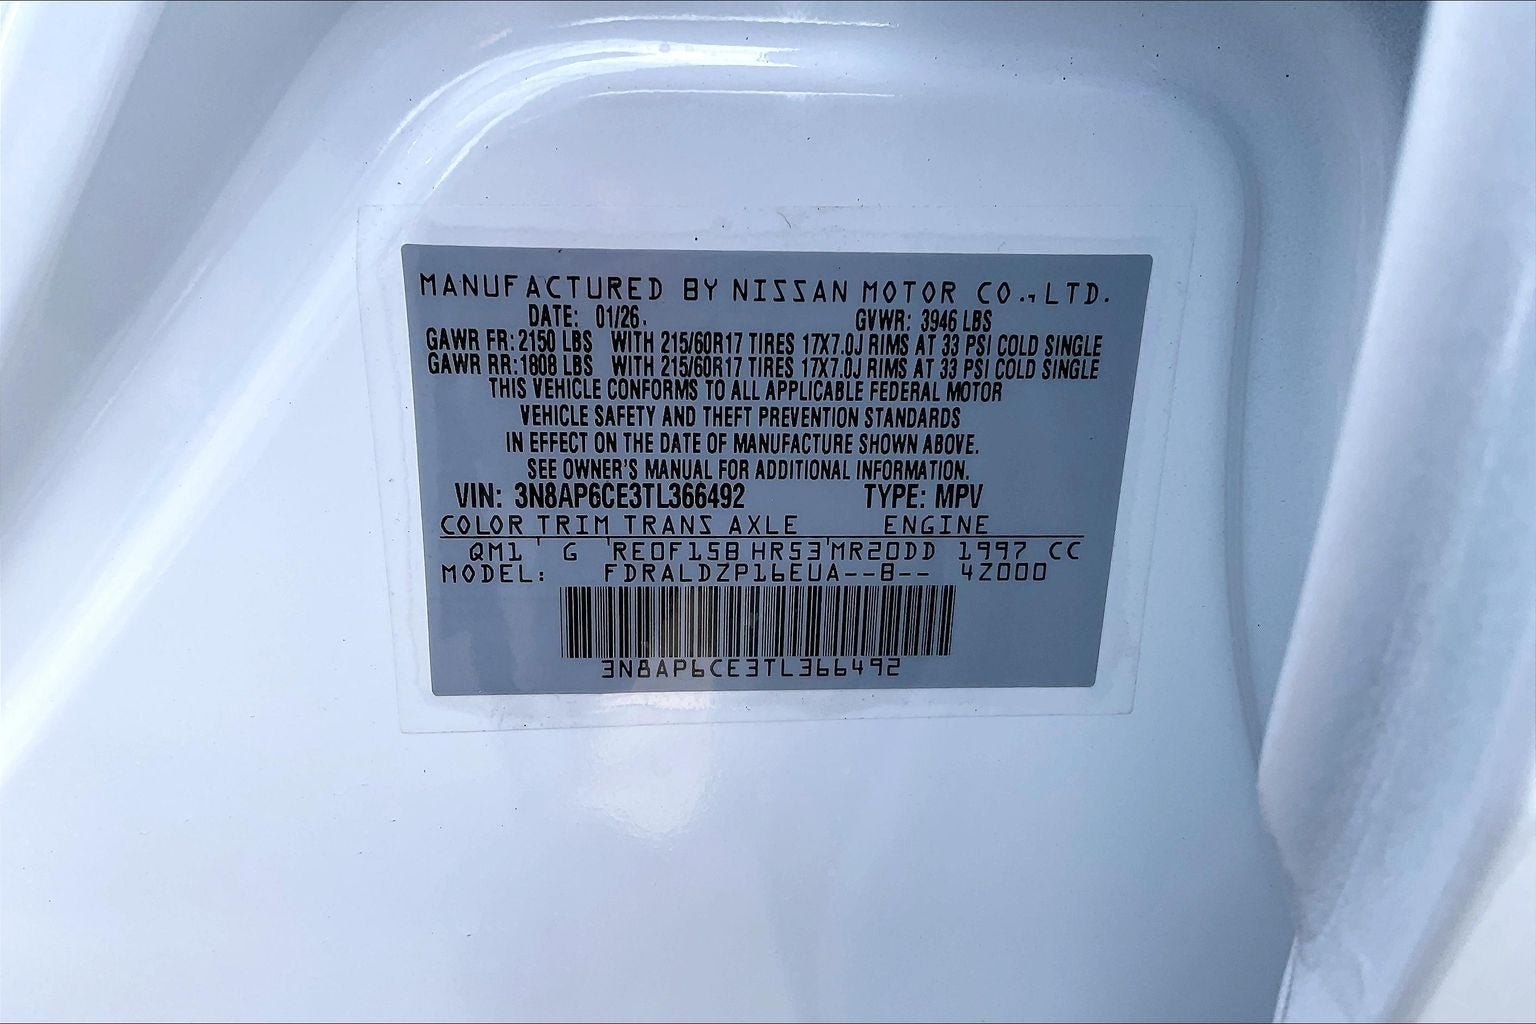 MANUFACTURED BY NISSAN MOTOR CO., LTD.
DATE: 01/26. GVWR: 3946 LBS
GAWR FR: 2150 LBS WITH 215/60R17 TIRES 17X7.0J RIMS AT 33 PSI COLD SINGLE
GAWR RR: 1808 LBS WITH 215/60R17 TIRES 17X7.0J RIMS AT 33 PSI COLD SINGLE
THIS VEHICLE CONFORMS TO ALL APPLICABLE FEDERAL MOTOR
VEHICLE SAFETY AND THEFT PREVENTION STANDARDS
IN EFFECT ON THE DATE OF MANUFACTURE SHOWN ABOVE.
SEE OWNER'S MANUAL FOR ADDITIONAL INFORMATION.
VIN: 3N8AP6CE3TL366492 TYPE: MPV
COLOR TRIM TRANS AXLE ENGINE
QM1 ' G 'RE0F15B HR53'MR20DD 1997 CC
MODEL: FDRALDZP16EUA--B-- 4Z000
3N8AP6CE3TL366492